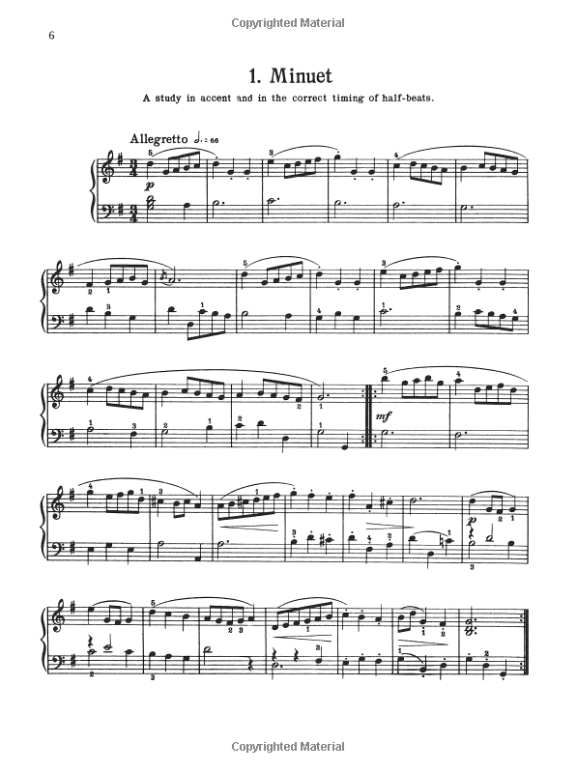 Copyrighted Material
6
1. Minuet
A study in accent and in the correct timing of half-beats.
Allegretto 𝅗𝅥. = 66
p
mf
p
Copyrighted Material